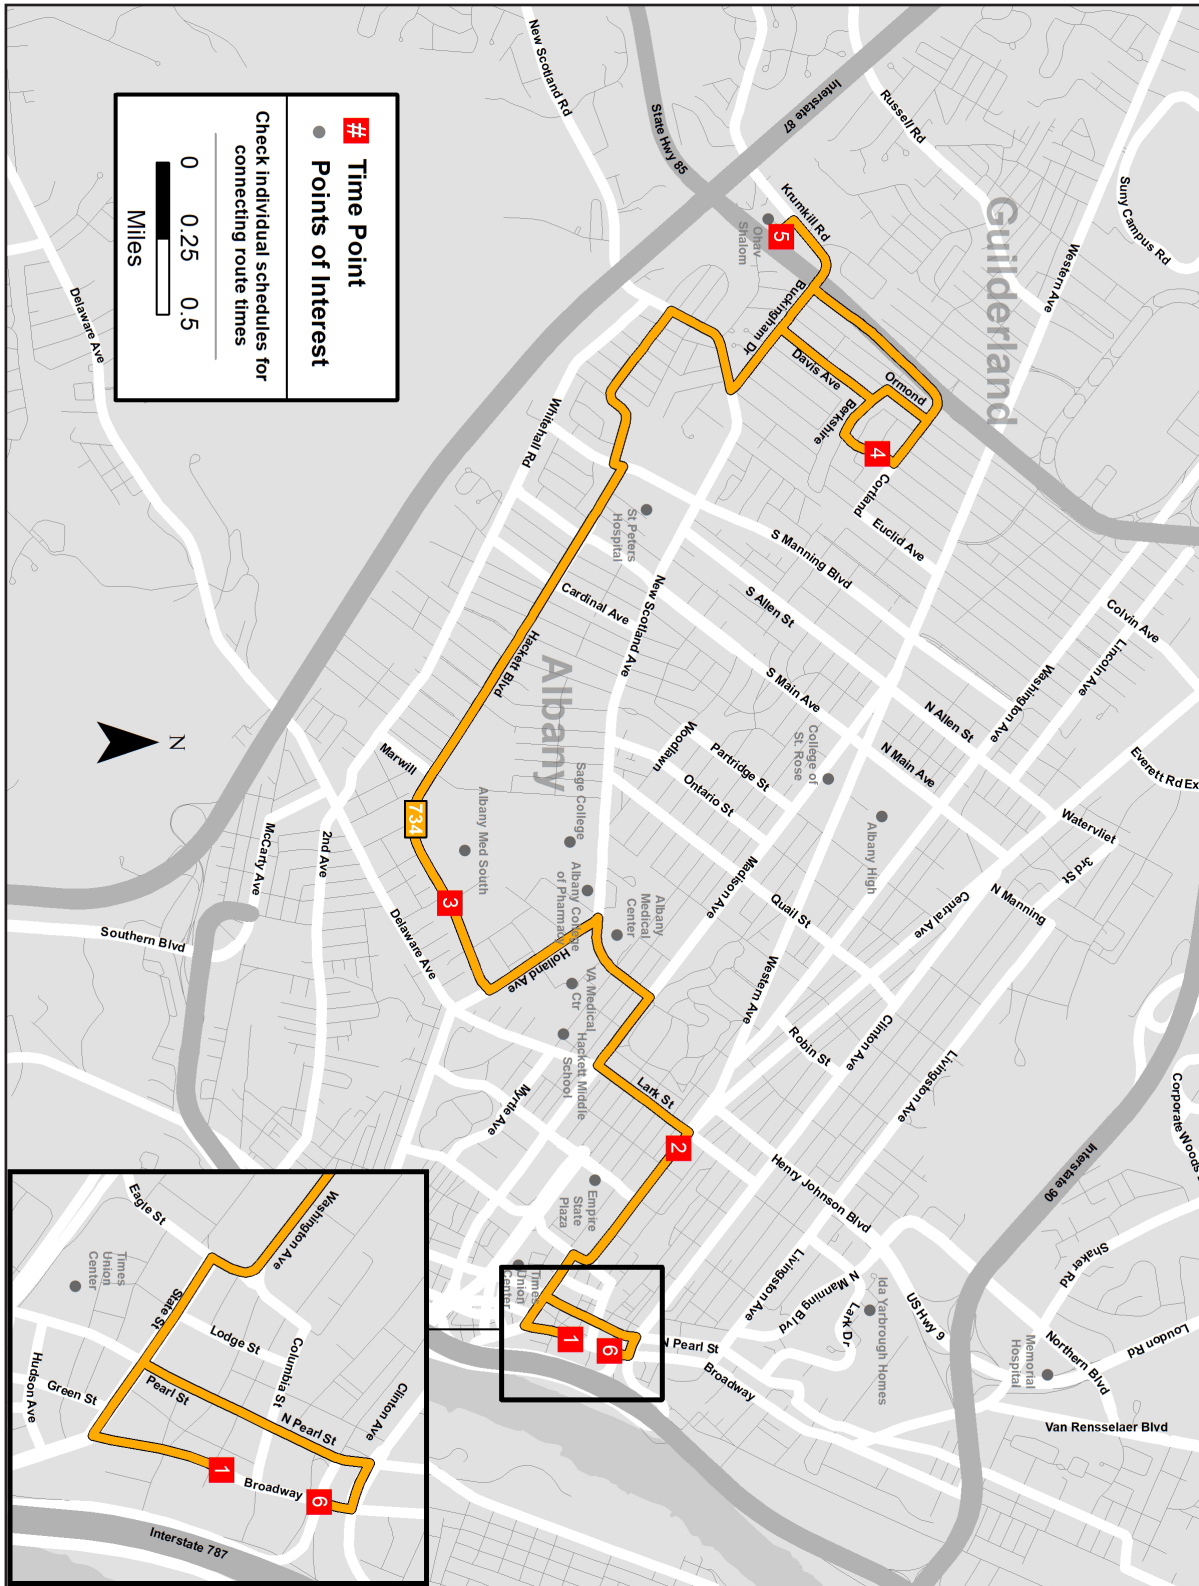 New Scotland Rd
State Hwy 85
Interstate 87
Russell Rd
Suny Campus Rd
Western Ave
Guilderland
Krumkill Rd
5
Ohav
Shalom
Buckingham Dr
Davis Ave
Ormond
Berkshire
4
Cortland
Euclid Ave
# Time Point
Points of Interest
Check individual schedules for
connecting route times
0 0.25 0.5
Miles
Delaware Ave
Whitehall Rd
St Peters
Hospital
S Manning Blvd
Cardinal Ave
New Scotland Ave
S Allen St
S Main Ave
Colvin Ave
Lincoln Ave
Washington Ave
N Allen St
N Main Ave
Everett Rd Ex
Watervliet
3rd St
N Manning
Central Ave
Hackett Blvd
Albany
N
Marwill
734
Woodlawn
Partridge St
Ontario St
College of
St. Rose
Albany High
Madison Ave
Quail St
Western Ave
Sage College
Albany Med South
Albany College
of Pharmacy
Albany
Medical
Center
3
McCarty Ave
2nd Ave
Southern Blvd
Delaware Ave
Holland Ave
VA Medical
Ctr
Hackett Middle
School
Myrtle Ave
Lark St
2
Robin St
Clinton Ave
Livingston Ave
Henry Johnson Blvd
Corporate Woods
Interstate 90
Shaker Rd
Empire
State
Plaza
Times
Union
Center
1
6
Livingston Ave
N Manning Blvd
Lark Dr
Ida Yarbrough Homes
US Hwy 9
N Pearl St
Broadway
Memorial
Hospital
Northern Blvd
Loudon Rd
Van Rensselaer Blvd
Eagle St
Washington Ave
Times
Union
Center
State St
Lodge St
Columbia St
Clinton Ave
Hudson Ave
Green St
Pearl St
N Pearl St
1
Broadway
6
Interstate 787